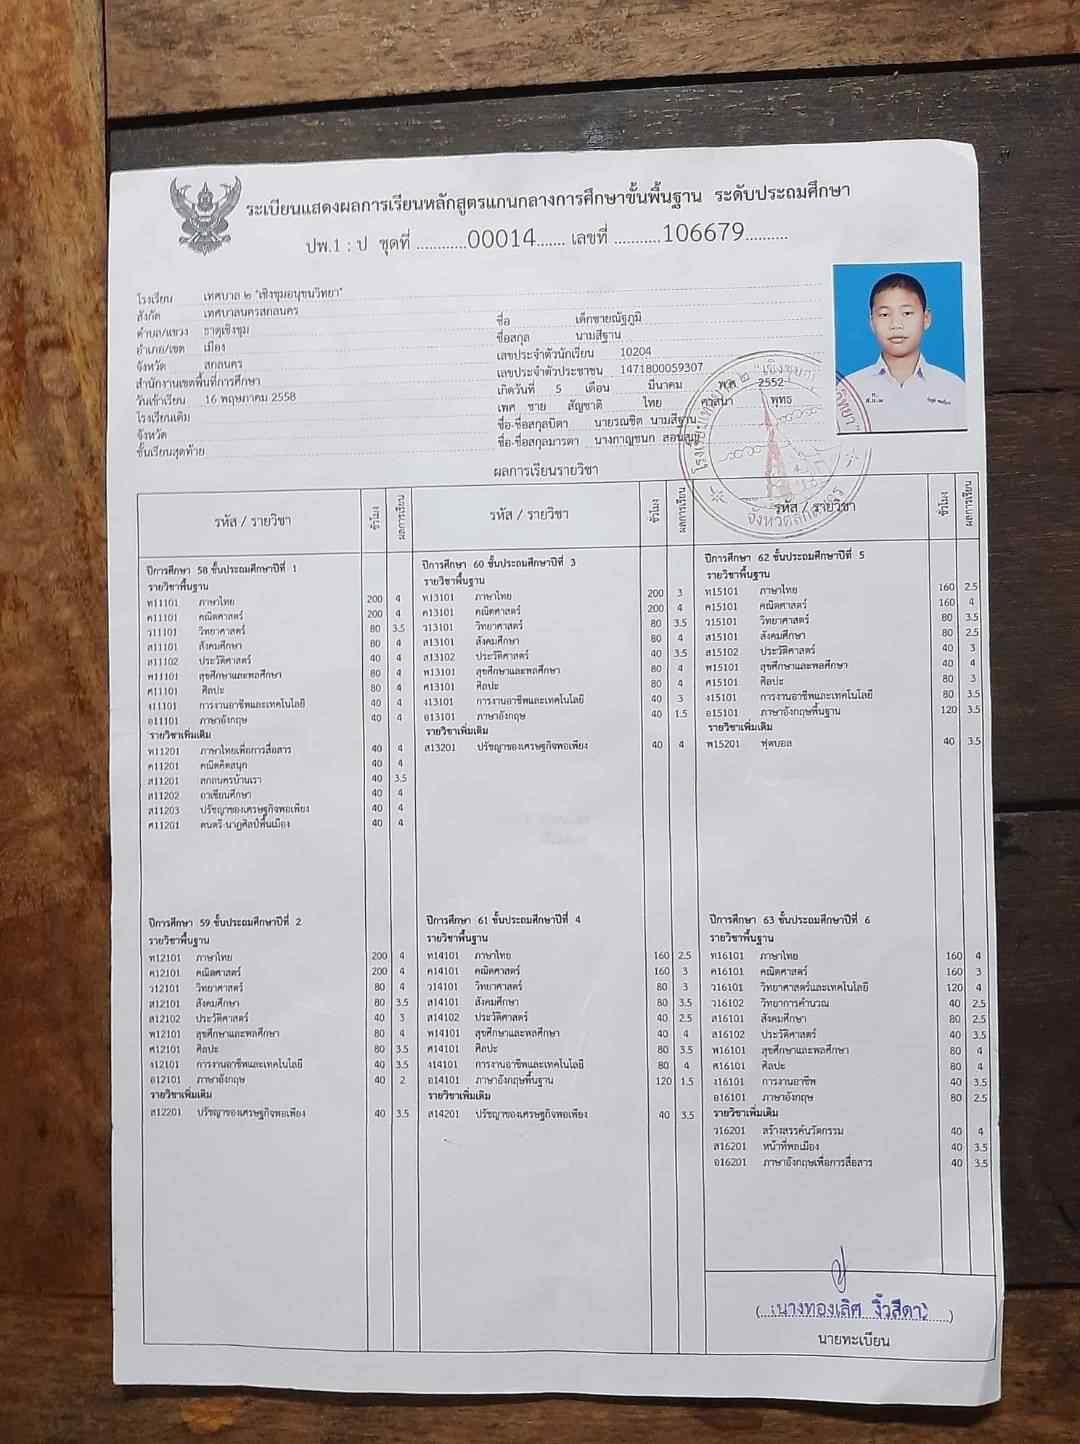 ระเบียนแสดงผลการเรียนหลักสูตรแกนกลางการศึกษาขั้นพื้นฐาน ระดับประถมศึกษา
ปพ.1 : ป ชุดที่ ............00014....... เลขที่ ...........106679..........
โรงเรียน เทศบาล ๒ "เชิงชุมอนุชนวิทยา"
สังกัด เทศบาลนครสกลนคร
ตำบล/แขวง ธาตุเชิงชุม
อำเภอ/เขต เมือง
จังหวัด สกลนคร
สำนักงานเขตพื้นที่การศึกษา
วันเข้าเรียน 16 พฤษภาคม 2558
โรงเรียนเดิม
จังหวัด
ชั้นเรียนสุดท้าย
ชื่อ เด็กชายณัฐภูมิ
ชื่อสกุล นามสีฐาน
เลขประจำตัวนักเรียน 10204
เลขประจำตัวประชาชน 1471800059307
เกิดวันที่ 5 เดือน มีนาคม พ.ศ. 2552
เพศ ชาย สัญชาติ ไทย ศาสนา พุทธ
ชื่อ-ชื่อสกุลบิดา นายรณชิต นามสีฐาน
ชื่อ-ชื่อสกุลมารดา นางกาญชนก
ผลการเรียนรายวิชา
รหัส / รายวิชา ชั่วโมง ผลการเรียน
ปีการศึกษา 58 ชั้นประถมศึกษาปีที่ 1
รายวิชาพื้นฐาน
ท11101 ภาษาไทย 200 4
ค11101 คณิตศาสตร์ 200 4
ว11101 วิทยาศาสตร์ 80 3.5
ส11101 สังคมศึกษา 80 4
ส11102 ประวัติศาสตร์ 40 4
พ11101 สุขศึกษาและพลศึกษา 80 4
ศ11101 ศิลปะ 80 4
ง11101 การงานอาชีพและเทคโนโลยี 40 4
อ11101 ภาษาอังกฤษ 40 4
รายวิชาเพิ่มเติม
ท11201 ภาษาไทยเพื่อการสื่อสาร 40 4
ค11201 คณิตคิดสนุก 40 4
ส11201 สกลนครบ้านเรา 40 3.5
ส11202 อาเซียนศึกษา 40 4
ส11203 ปรัชญาของเศรษฐกิจพอเพียง 40 4
ศ11201 ดนตรี-นาฏศิลป์พื้นเมือง 40 4
ปีการศึกษา 59 ชั้นประถมศึกษาปีที่ 2
รายวิชาพื้นฐาน
ท12101 ภาษาไทย 200 4
ค12101 คณิตศาสตร์ 200 4
ว12101 วิทยาศาสตร์ 80 4
ส12101 สังคมศึกษา 80 3.5
ส12102 ประวัติศาสตร์ 40 3
พ12101 สุขศึกษาและพลศึกษา 80 4
ศ12101 ศิลปะ 80 3.5
ง12101 การงานอาชีพและเทคโนโลยี 40 3.5
อ12101 ภาษาอังกฤษ 40 2
รายวิชาเพิ่มเติม
ส12201 ปรัชญาของเศรษฐกิจพอเพียง 40 3.5
รหัส / รายวิชา ชั่วโมง ผลการเรียน
ปีการศึกษา 60 ชั้นประถมศึกษาปีที่ 3
รายวิชาพื้นฐาน
ท13101 ภาษาไทย 200 3
ค13101 คณิตศาสตร์ 200 4
ว13101 วิทยาศาสตร์ 80 3.5
ส13101 สังคมศึกษา 80 4
ส13102 ประวัติศาสตร์ 40 3.5
พ13101 สุขศึกษาและพลศึกษา 80 4
ศ13101 ศิลปะ 80 4
ง13101 การงานอาชีพและเทคโนโลยี 40 3
อ13101 ภาษาอังกฤษ 40 1.5
รายวิชาเพิ่มเติม
ส13201 ปรัชญาของเศรษฐกิจพอเพียง 40 4
ปีการศึกษา 61 ชั้นประถมศึกษาปีที่ 4
รายวิชาพื้นฐาน
ท14101 ภาษาไทย 160 2.5
ค14101 คณิตศาสตร์ 160 3
ว14101 วิทยาศาสตร์ 80 3
ส14101 สังคมศึกษา 80 3.5
ส14102 ประวัติศาสตร์ 40 2.5
พ14101 สุขศึกษาและพลศึกษา 40 4
ศ14101 ศิลปะ 80 3.5
ง14101 การงานอาชีพและเทคโนโลยี 80 4
อ14101 ภาษาอังกฤษพื้นฐาน 120 1.5
รายวิชาเพิ่มเติม
ส14201 ปรัชญาของเศรษฐกิจพอเพียง 40 3.5
รหัส / รายวิชา ชั่วโมง ผลการเรียน
ปีการศึกษา 62 ชั้นประถมศึกษาปีที่ 5
รายวิชาพื้นฐาน
ท15101 ภาษาไทย 160 2.5
ค15101 คณิตศาสตร์ 160 4
ว15101 วิทยาศาสตร์ 80 3.5
ส15101 สังคมศึกษา 80 2.5
ส15102 ประวัติศาสตร์ 40 3
พ15101 สุขศึกษาและพลศึกษา 40 4
ศ15101 ศิลปะ 80 3
ง15101 การงานอาชีพและเทคโนโลยี 80 3.5
อ15101 ภาษาอังกฤษพื้นฐาน 120 3.5
รายวิชาเพิ่มเติม
พ15201 ฟุตบอล 40 3.5
ปีการศึกษา 63 ชั้นประถมศึกษาปีที่ 6
รายวิชาพื้นฐาน
ท16101 ภาษาไทย 160 4
ค16101 คณิตศาสตร์ 160 3
ว16101 วิทยาศาสตร์และเทคโนโลยี 120 4
ว16102 วิทยาการคำนวณ 40 2.5
ส16101 สังคมศึกษา 80 2.5
ส16102 ประวัติศาสตร์ 40 3.5
พ16101 สุขศึกษาและพลศึกษา 80 4
ศ16101 ศิลปะ 80 4
ง16101 การงานอาชีพ 40 3.5
อ16101 ภาษาอังกฤษ 80 2.5
รายวิชาเพิ่มเติม
ว16201 สร้างสรรค์นวัตกรรม 40 4
ส16201 หน้าที่พลเมือง 40 3.5
อ16201 ภาษาอังกฤษเพื่อการสื่อสาร 40 3.5
(นางทองเลิศ งิ้วสีดา)
นายทะเบียน